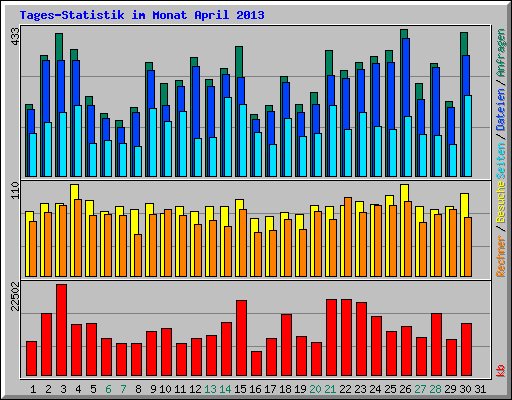 Tages-Statistik im Monat April 2013
433
110
22502
Rechner / Besuche Seiten / Dateien / Anfragen
kb
1 2 3 4 5 6 7 8 9 10 11 12 13 14 15 16 17 18 19 20 21 22 23 24 25 26 27 28 29 30 31